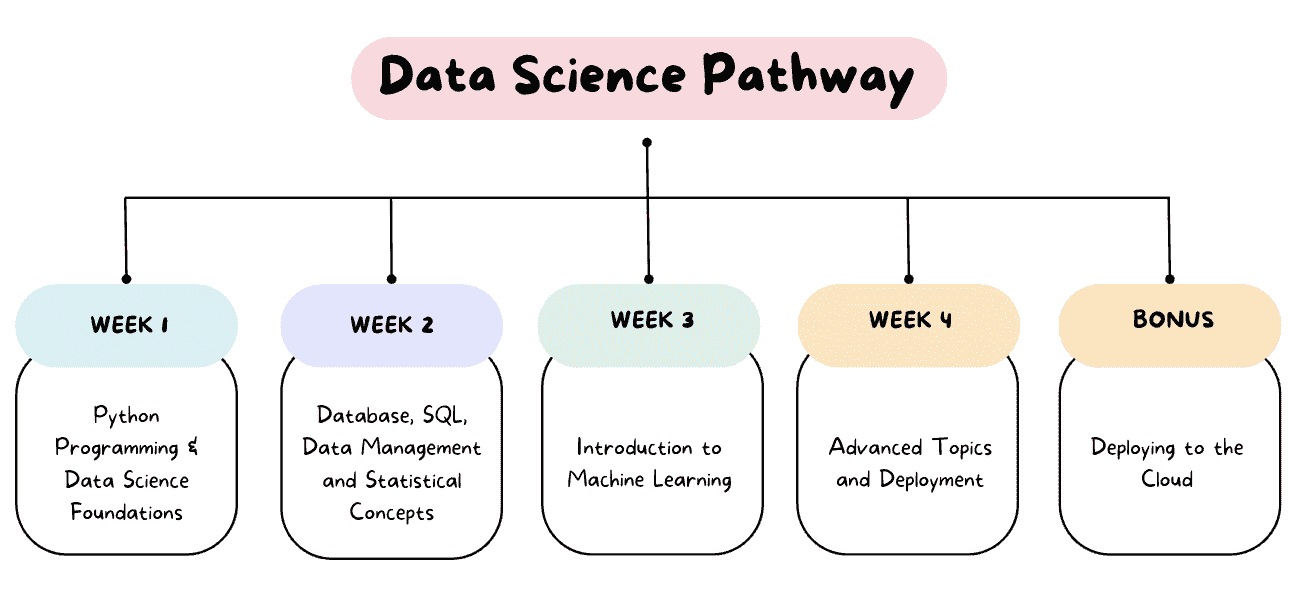 Data Science Pathway
WEEK 1
Python
Programming &
Data Science
Foundations
WEEK 2
Database, SQL,
Data Management
and Statistical
Concepts
WEEK 3
Introduction to
Machine Learning
WEEK 4
Advanced Topics
and Deployment
BONUS
Deploying to the
Cloud